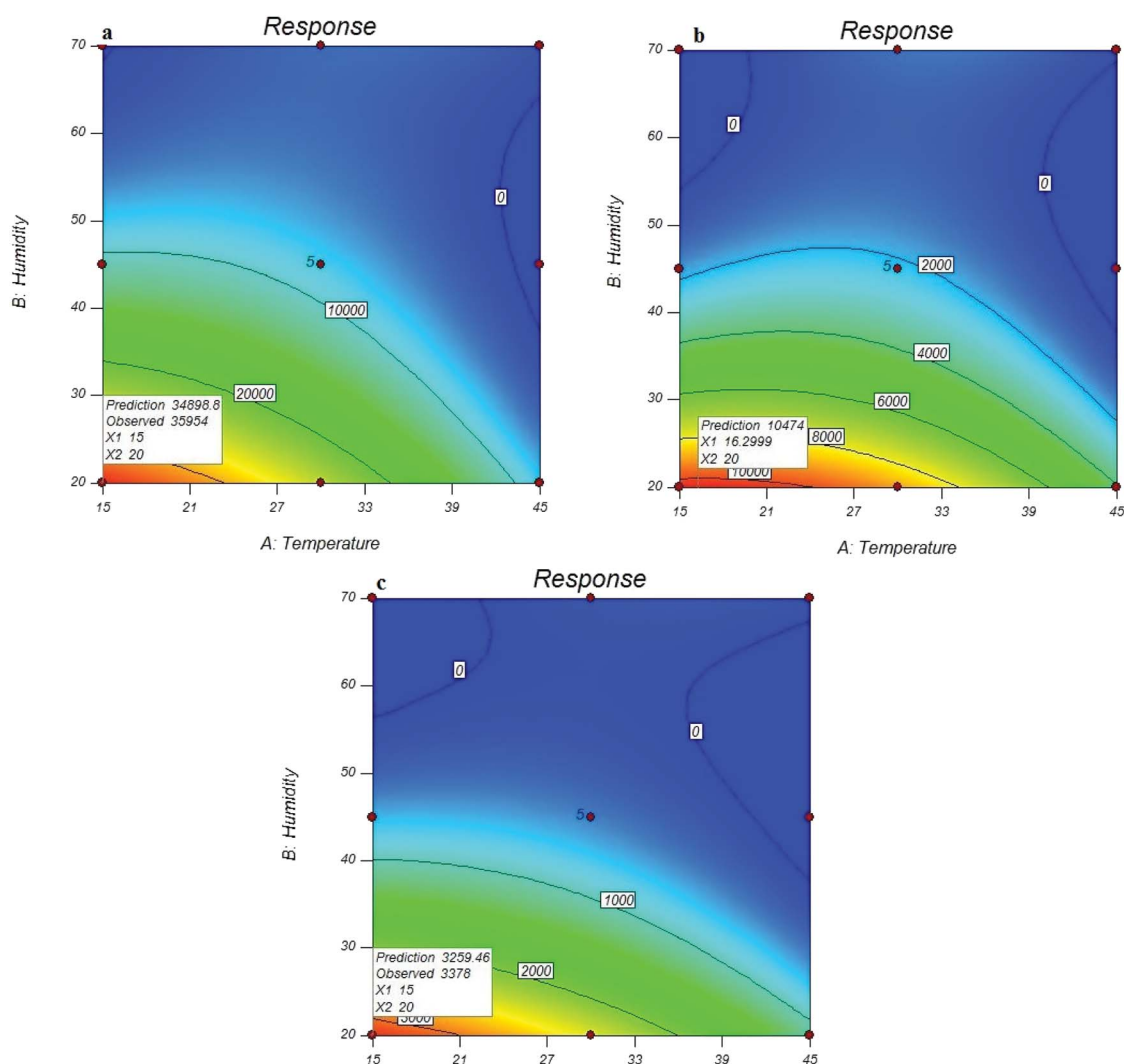 a
Response
70
60
50
40
30
20
B: Humidity
0
5
10000
20000
Prediction 34898.8
Observed 35954
X1 15
X2 20
15 21 27 33 39 45
A: Temperature
b
Response
70
60
50
40
30
20
B: Humidity
0
0
5
2000
4000
6000
8000
10000
Prediction 10474
X1 16.2999
X2 20
15 21 27 33 39 45
A: Temperature
c
Response
70
60
50
40
30
20
B: Humidity
0
0
5
1000
2000
3000
Prediction 3259.46
Observed 3378
X1 15
X2 20
15 21 27 33 39 45